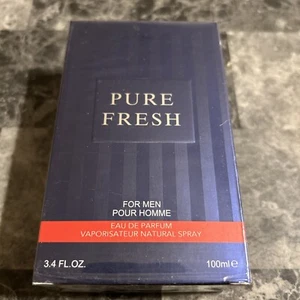 PURE
FRESH
FOR MEN
POUR HOMME
EAU DE PARFUM
VAPORISATEUR NATURAL SPRAY
3.4 FL.OZ. 100ml℮